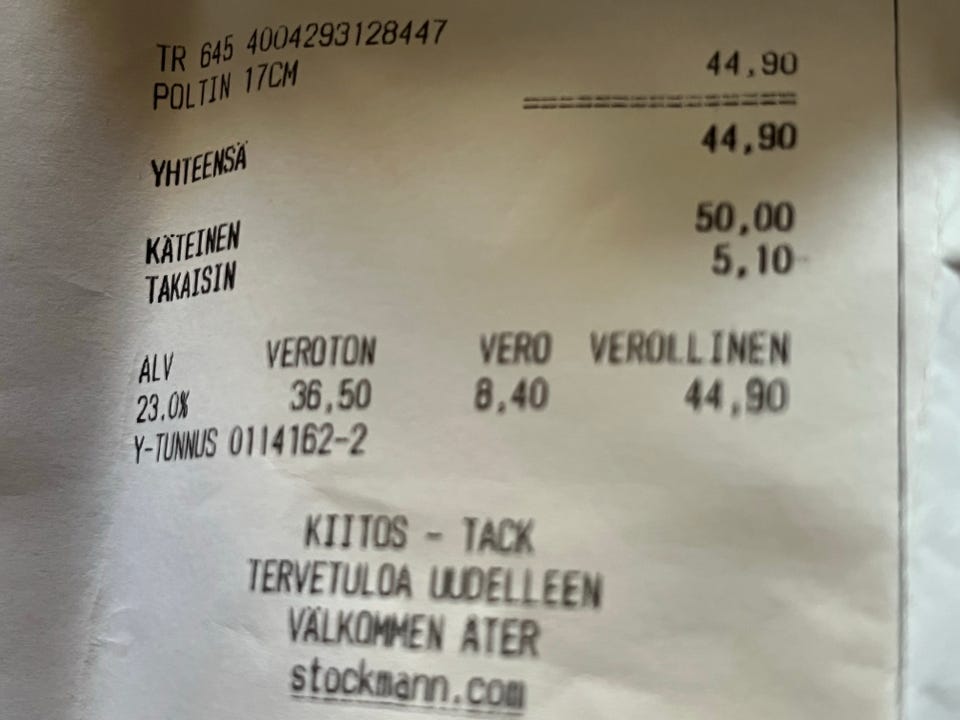 TR 645 4004293128447
POLTIN 17CM 44,90
====================
YHTEENSÄ 44,90
KÄTEINEN 50,00
TAKAISIN 5,10
ALV VEROTON VERO VEROLLINEN
23.0% 36,50 8,40 44,90
Y-TUNNUS 0114162-2
KIITOS - TACK
TERVETULOA UUDELLEEN
VÄLKOMMEN ATER
stockmann.com